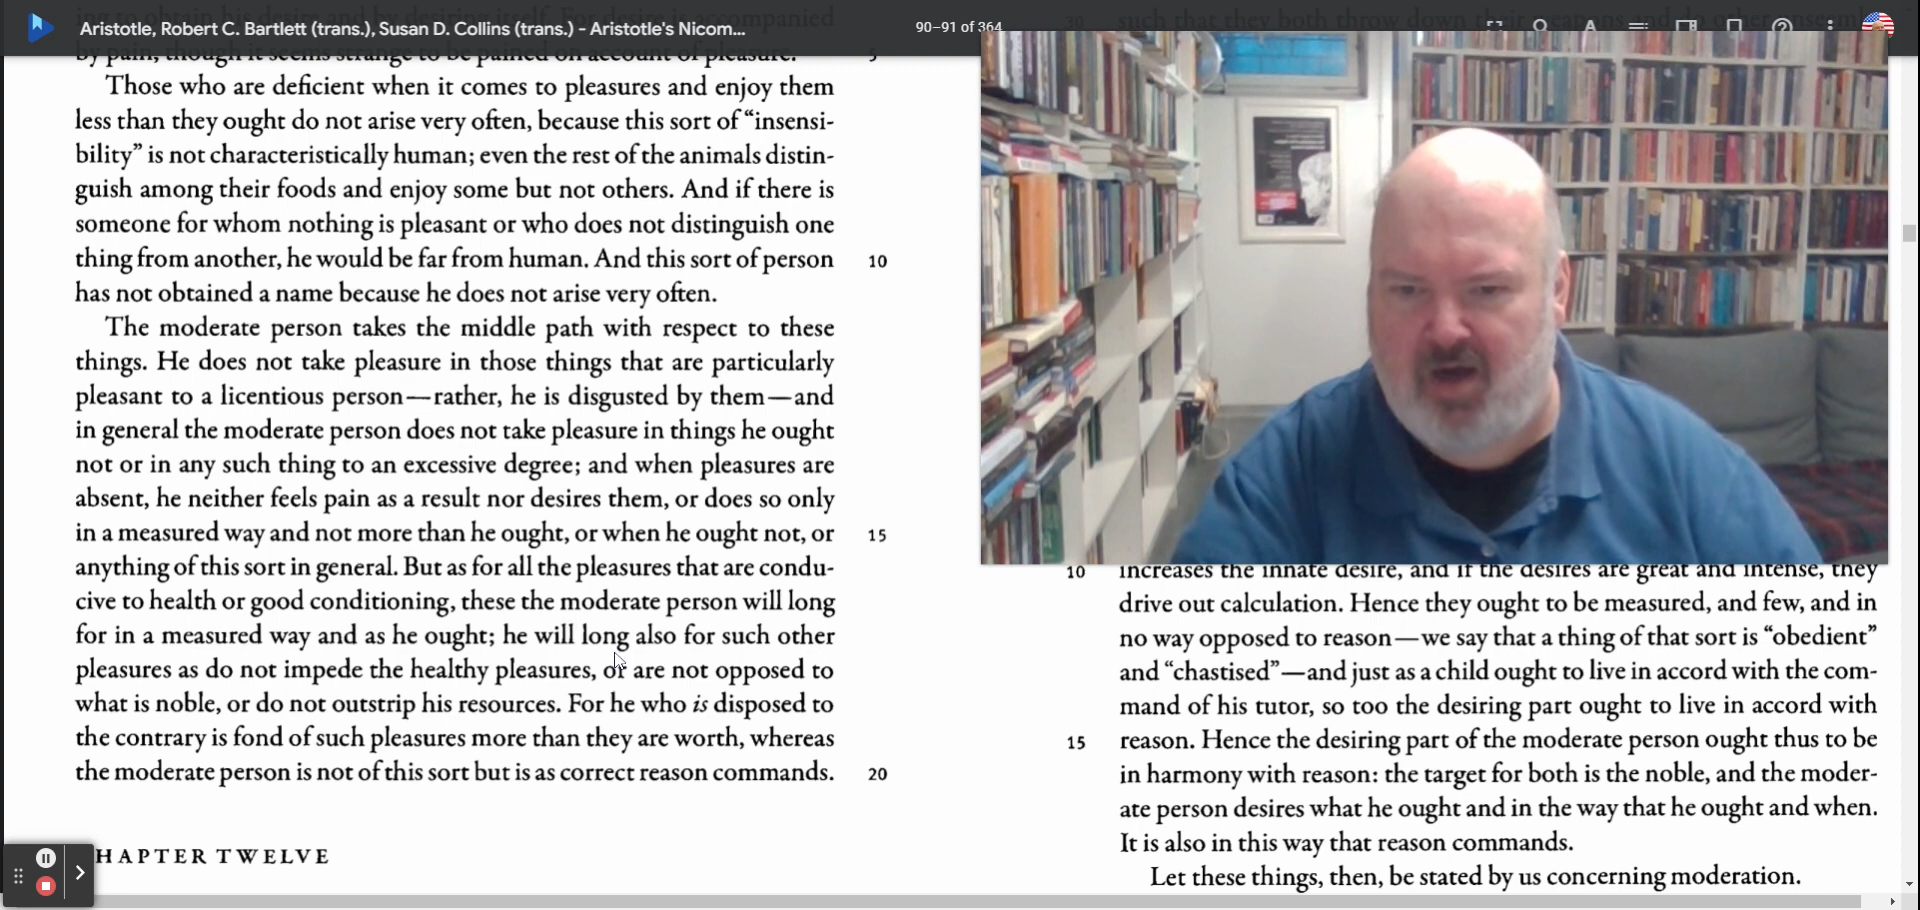 Aristotle, Robert C. Bartlett (trans.), Susan D. Collins (trans.) - Aristotle's Nicom...
90–91 of 364
by pain, though it seems strange to be pained on account of pleasure.
5
Those who are deficient when it comes to pleasures and enjoy them
less than they ought do not arise very often, because this sort of “insensi-
bility” is not characteristically human; even the rest of the animals distin-
guish among their foods and enjoy some but not others. And if there is
someone for whom nothing is pleasant or who does not distinguish one
thing from another, he would be far from human. And this sort of person
10
has not obtained a name because he does not arise very often.
The moderate person takes the middle path with respect to these
things. He does not take pleasure in those things that are particularly
pleasant to a licentious person—rather, he is disgusted by them—and
in general the moderate person does not take pleasure in things he ought
not or in any such thing to an excessive degree; and when pleasures are
absent, he neither feels pain as a result nor desires them, or does so only
in a measured way and not more than he ought, or when he ought not, or
15
anything of this sort in general. But as for all the pleasures that are condu-
cive to health or good conditioning, these the moderate person will long
for in a measured way and as he ought; he will long also for such other
pleasures as do not impede the healthy pleasures, or are not opposed to
what is noble, or do not outstrip his resources. For he who is disposed to
the contrary is fond of such pleasures more than they are worth, whereas
the moderate person is not of this sort but is as correct reason commands.
20
HAPTER TWELVE
10
increases the innate desire, and if the desires are great and intense, they
drive out calculation. Hence they ought to be measured, and few, and in
no way opposed to reason—we say that a thing of that sort is “obedient”
and “chastised”—and just as a child ought to live in accord with the com-
mand of his tutor, so too the desiring part ought to live in accord with
15
reason. Hence the desiring part of the moderate person ought thus to be
in harmony with reason: the target for both is the noble, and the moder-
ate person desires what he ought and in the way that he ought and when.
It is also in this way that reason commands.
Let these things, then, be stated by us concerning moderation.